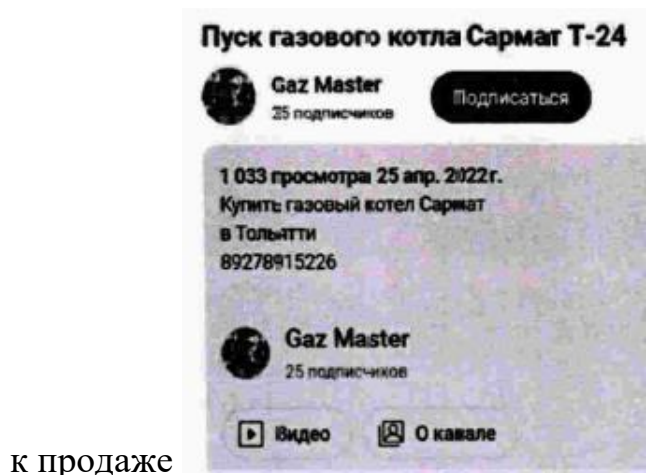 Пуск газового котла Сармат Т-24
Gaz Master
25 подписчиков
Подписаться
1 033 просмотра 25 апр. 2022 г.
Купить газовый котел Сармат
в Тольятти
89278915226
Gaz Master
25 подписчиков
Видео
О канале
к продаже